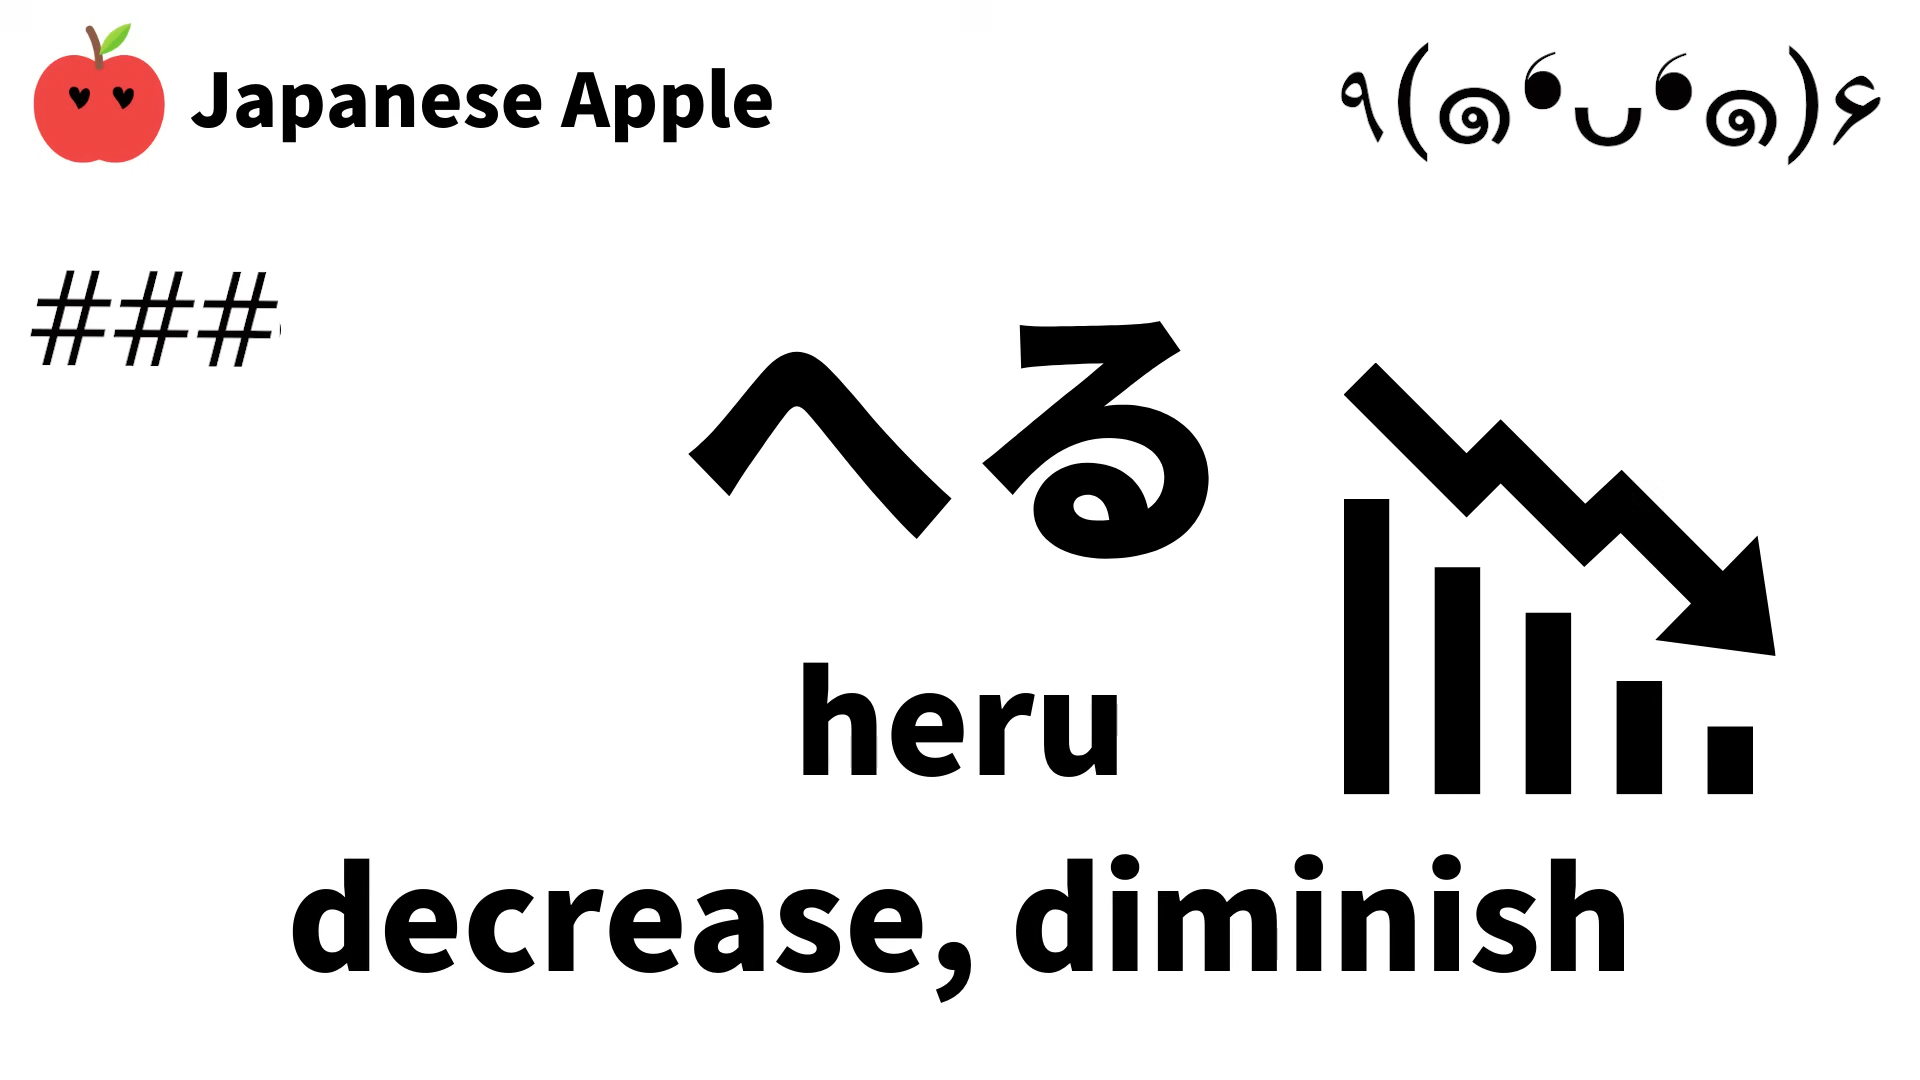 Japanese Apple
٩(๑❛ᴗ❛๑)۶
###
へる
heru
decrease, diminish